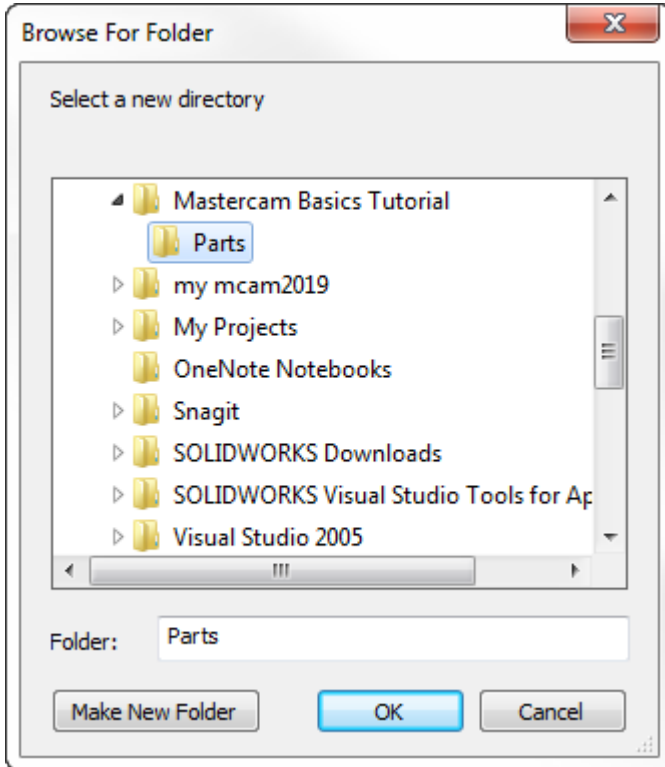 Browse For Folder
Select a new directory
Mastercam Basics Tutorial
Parts
my mcam2019
My Projects
OneNote Notebooks
Snagit
SOLIDWORKS Downloads
SOLIDWORKS Visual Studio Tools for Ap
Visual Studio 2005
Folder: Parts
Make New Folder OK Cancel